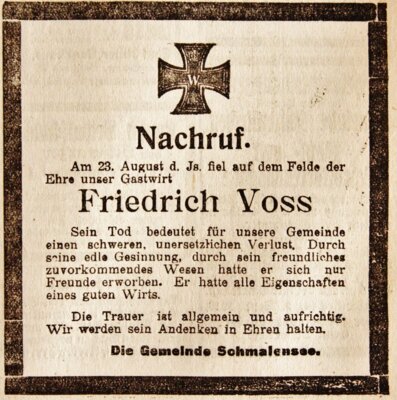 W
Nachruf.
Am 23. August d. Js. fiel auf dem Felde der
Ehre unser Gastwirt
Friedrich Voss
Sein Tod bedeutet für unsere Gemeinde
einen schweren, unersetzlichen Verlust. Durch
seine edle Gesinnung, durch sein freundliches
zuvorkommendes Wesen hatte er sich nur
Freunde erworben. Er hatte alle Eigenschaften
eines guten Wirts.
Die Trauer ist allgemein und aufrichtig.
Wir werden sein Andenken in Ehren halten.
Die Gemeinde Schmalensee.